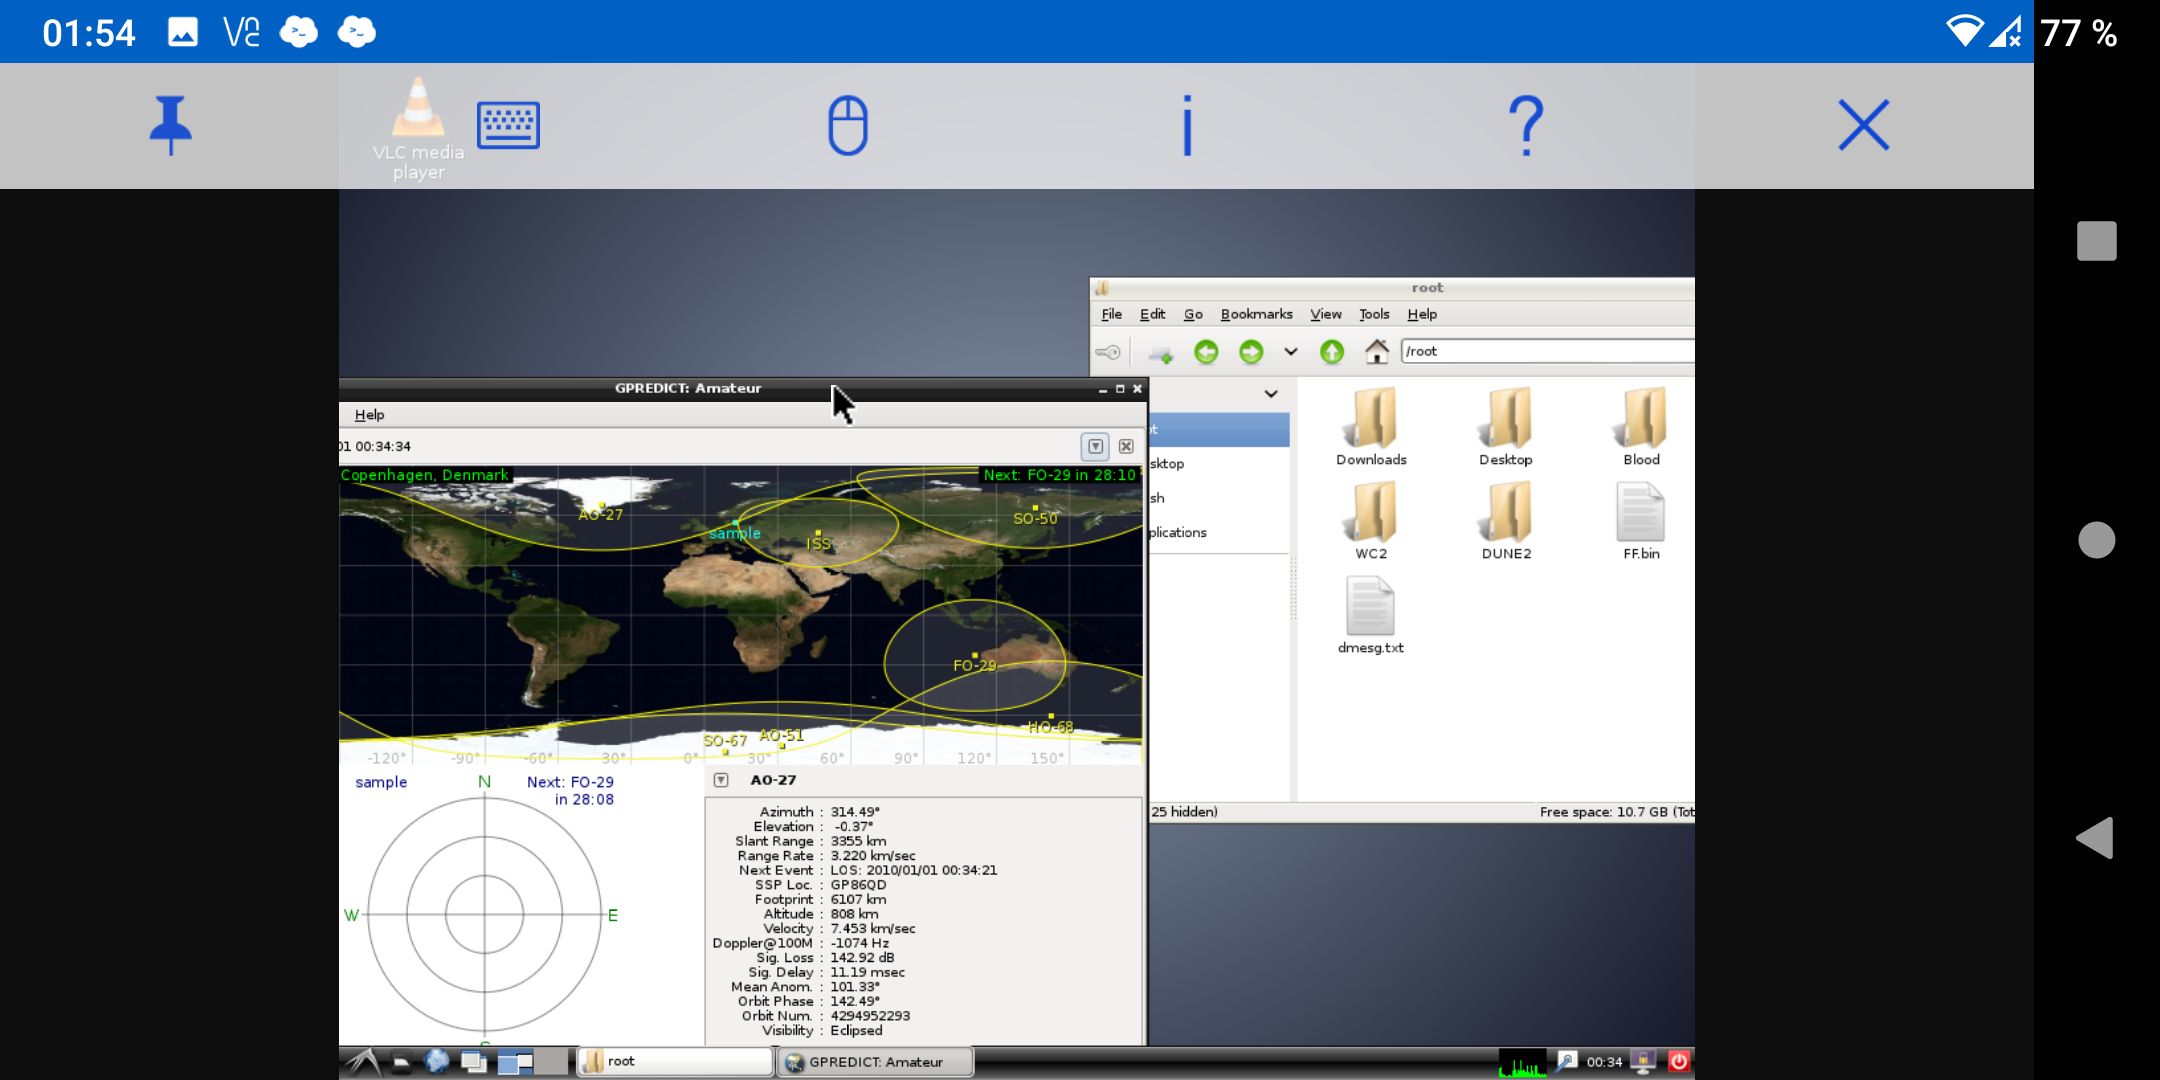 01:54
77 %
VLC media
player
i
?
root
File Edit Go Bookmarks View Tools Help
/root
GPREDICT: Amateur
Help
01 00:34:34
Copenhagen, Denmark
Next: FO-29 in 28:10
AO-27
sample
ISS
SO-50
FO-29
HO-68
SO-67
AO-51
-120° -90° -60° 30° 0° 30° 60° 90° 120° 150°
sktop
sh
plications
Downloads
Desktop
Blood
WC2
DUNE2
FF.bin
dmesg.txt
25 hidden)
Free space: 10.7 GB (Tot
sample
Next: FO-29
in 28:08
N
W
E
AO-27
Azimuth : 314.49°
Elevation : -0.37°
Slant Range : 3355 km
Range Rate : 3.220 km/sec
Next Event : LOS: 2010/01/01 00:34:21
SSP Loc. : GP86QD
Footprint : 6107 km
Altitude : 808 km
Velocity : 7.453 km/sec
Doppler@100M : -1074 Hz
Sig. Loss : 142.92 dB
Sig. Delay : 11.19 msec
Mean Anom. : 101.33°
Orbit Phase : 142.49°
Orbit Num. : 4294952293
Visibility : Eclipsed
root
GPREDICT: Amateur
00:34